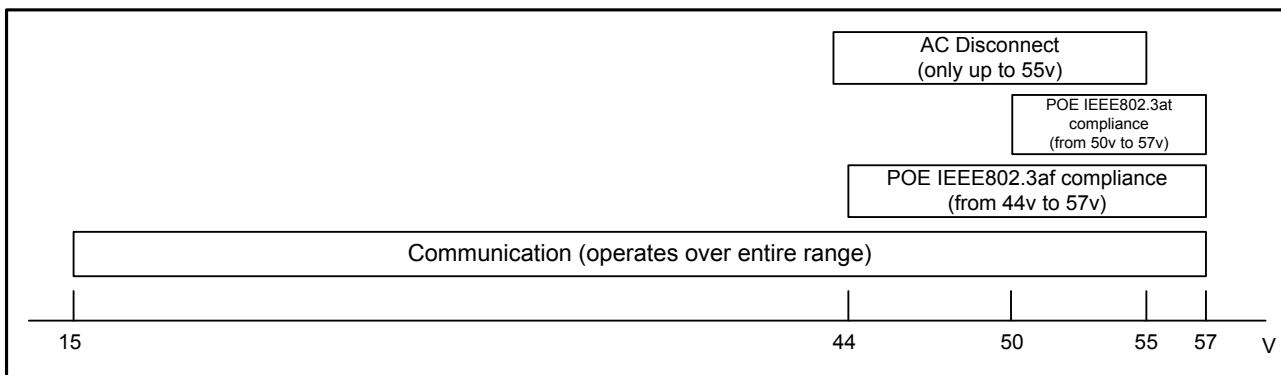 AC Disconnect
(only up to 55v)
POE IEEE802.3at
compliance
(from 50v to 57v)
POE IEEE802.3af compliance
(from 44v to 57v)
Communication (operates over entire range)
15 44 50 55 57 V